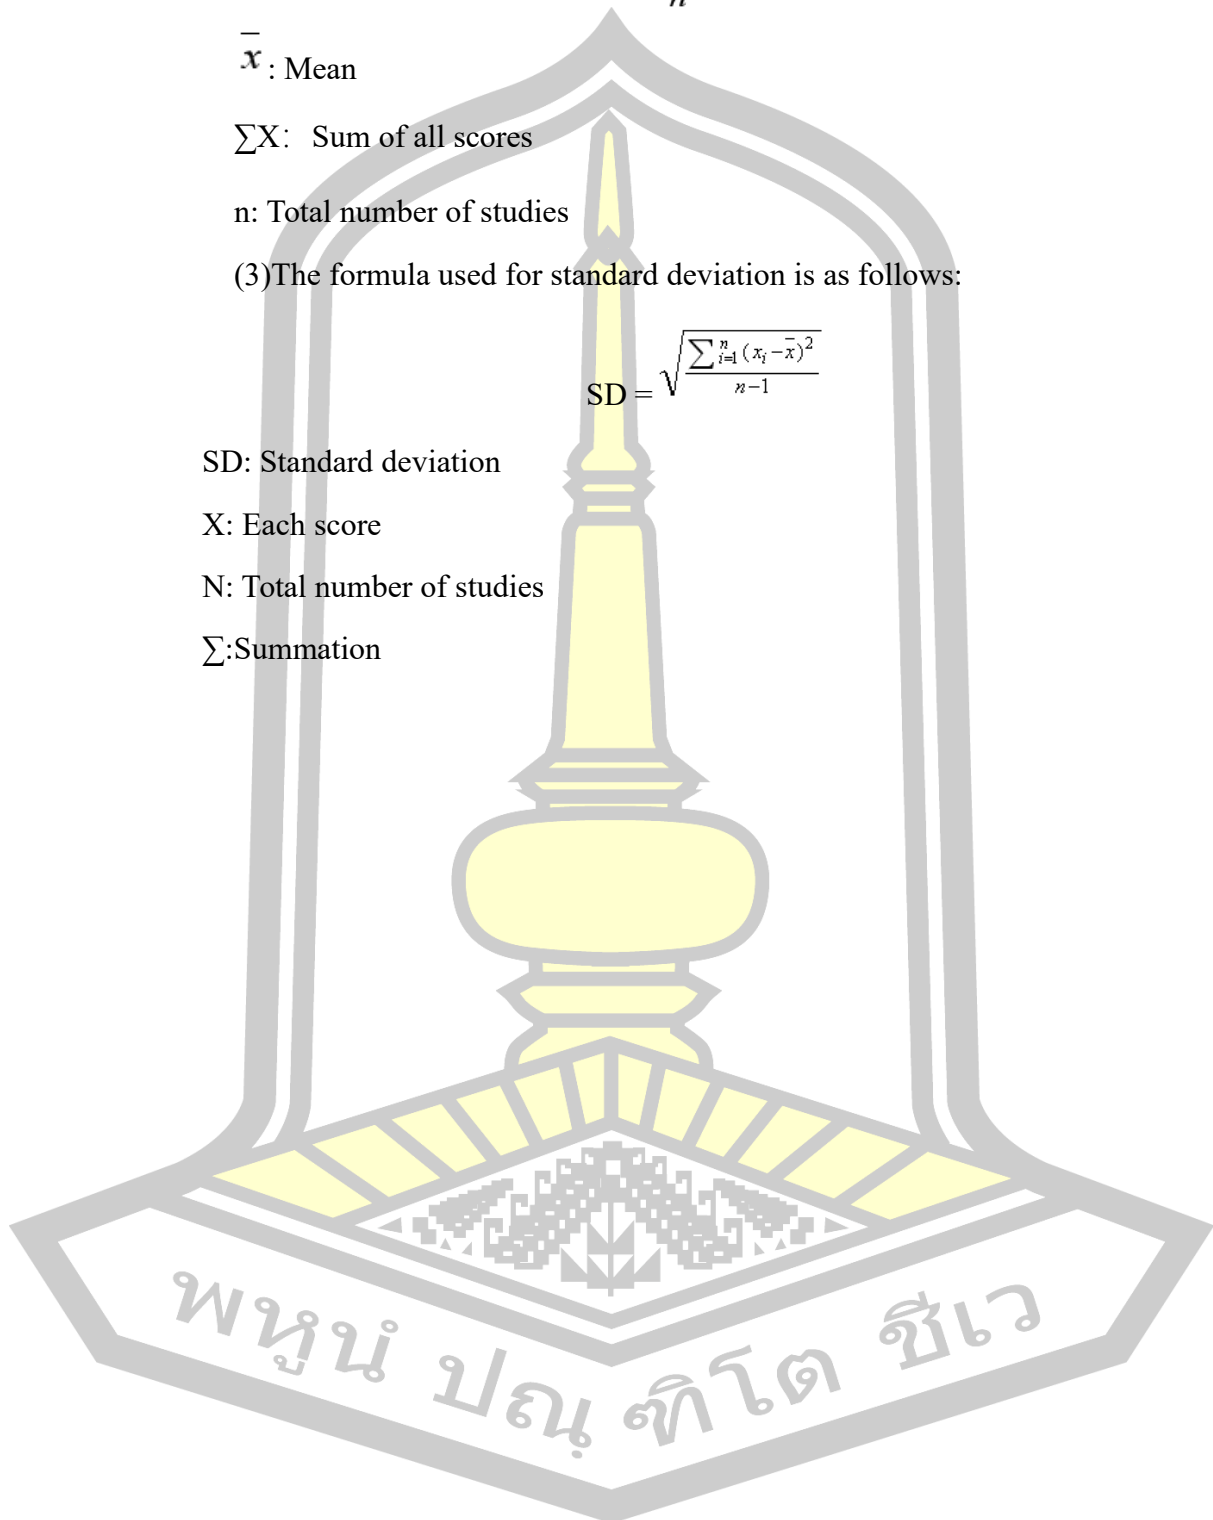 n
x̄ : Mean
∑X: Sum of all scores
n: Total number of studies
(3)The formula used for standard deviation is as follows:
SD = √(∑ⁿᵢ₌₁ (xᵢ − x̄)² / n−1)
SD: Standard deviation
X: Each score
N: Total number of studies
∑:Summation
พหูนํ ปณฺฑิโต ชีเว